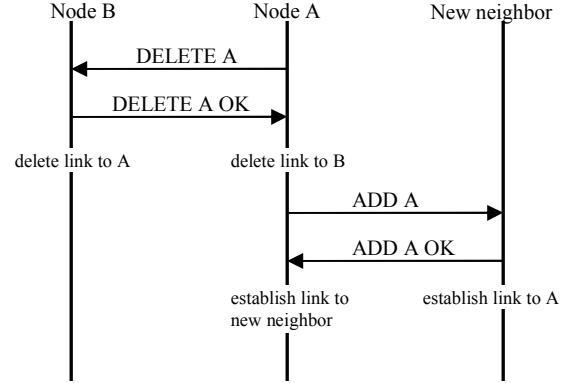 Node B Node A New neighbor
DELETE A
DELETE A OK
delete link to A delete link to B
ADD A
ADD A OK
establish link to establish link to A
new neighbor